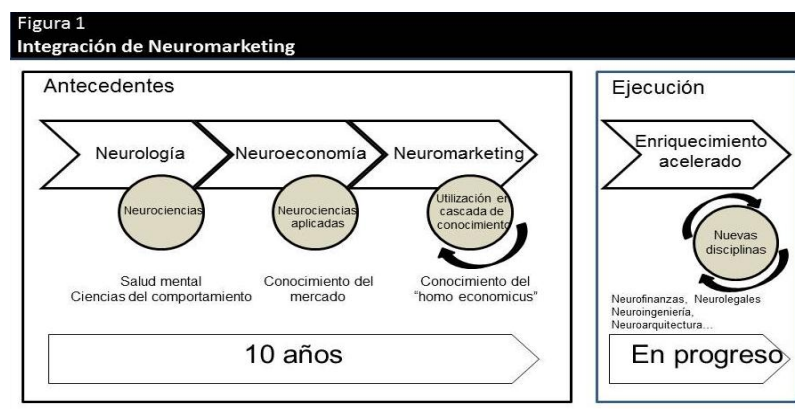 Figura 1
Integración de Neuromarketing
Antecedentes
Neurología
Neuroeconomía
Neuromarketing
Neurociencias
Neurociencias
aplicadas
Utilización en
cascada de
conocimiento
Salud mental
Ciencias del comportamiento
Conocimiento del
mercado
Conocimiento del
"homo economicus"
10 años
Ejecución
Enriquecimiento
acelerado
Nuevas
disciplinas
Neurofinanzas, Neurolegales
Neuroingeniería,
Neuroarquitectura...
En progreso